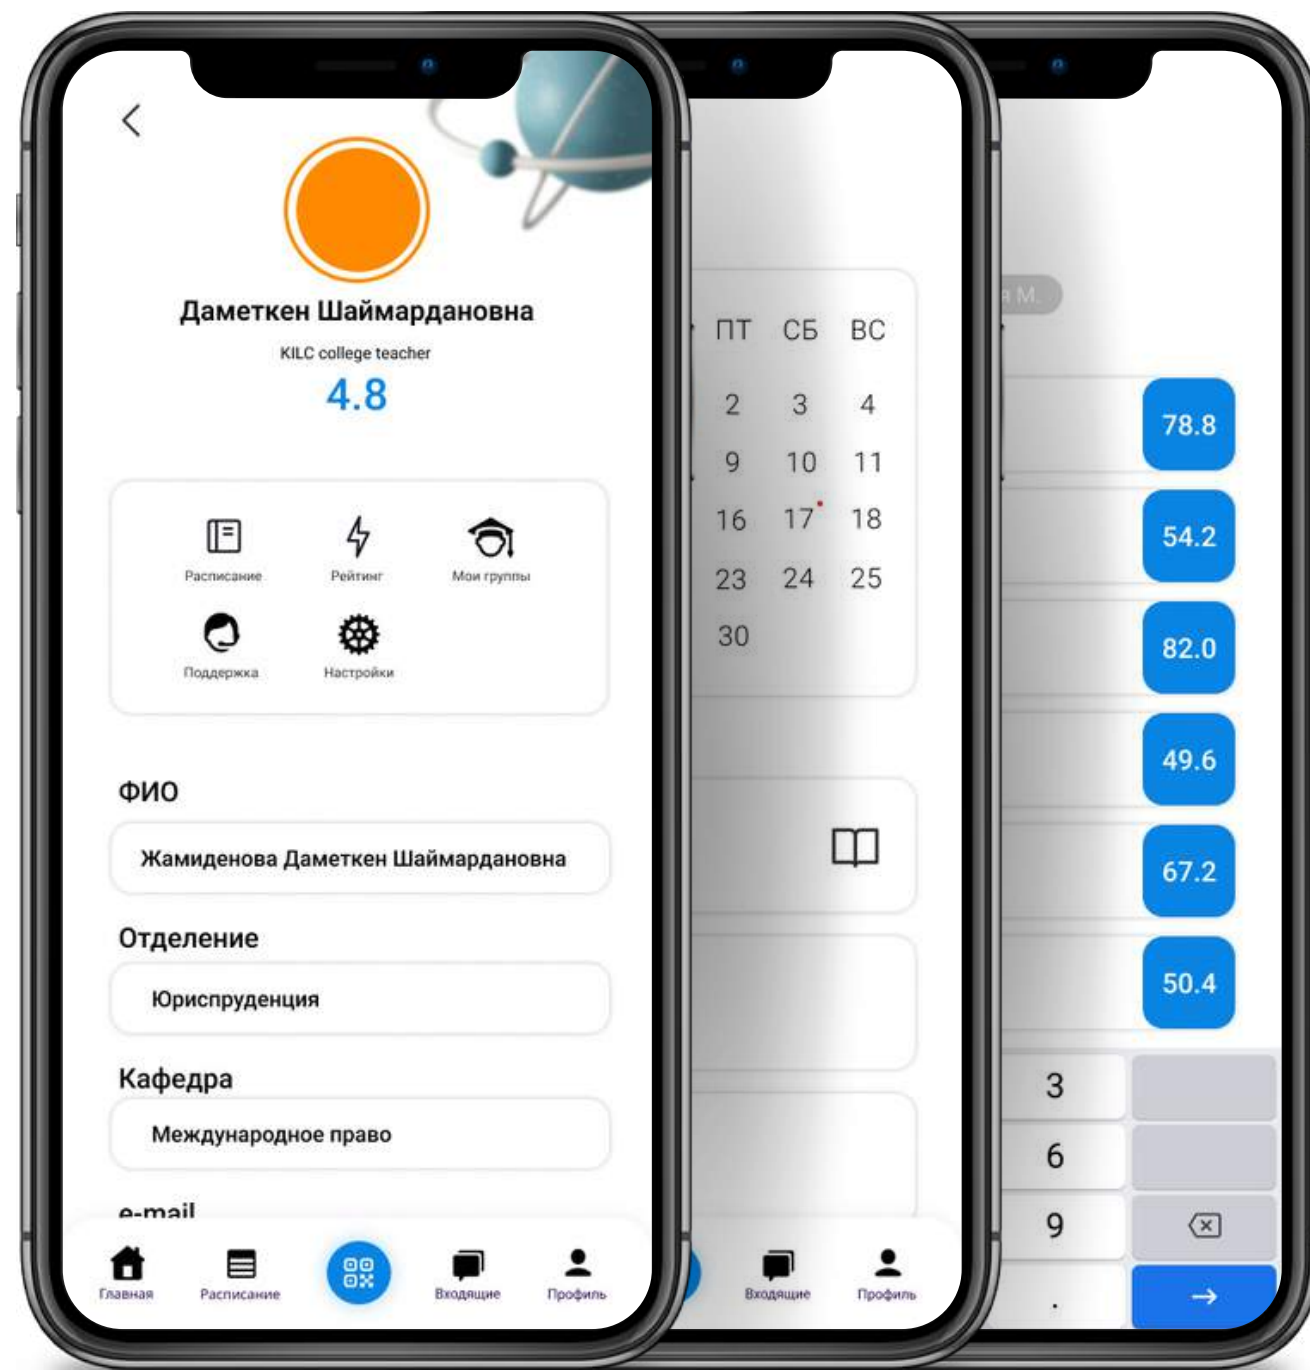 Даметкен Шаймардановна
KILC college teacher
4.8
Расписание Рейтинг Мои группы
Поддержка Настройки
ФИО
Жамиденова Даметкен Шаймардановна
Отделение
Юриспруденция
Кафедра
Международное право
e-mail
Главная Расписание Входящие Профиль
ПТ СБ ВС
2 3 4
9 10 11
16 17 18
23 24 25
30
Входящие Профиль
М.
78.8
54.2
82.0
49.6
67.2
50.4
3
6
9
.